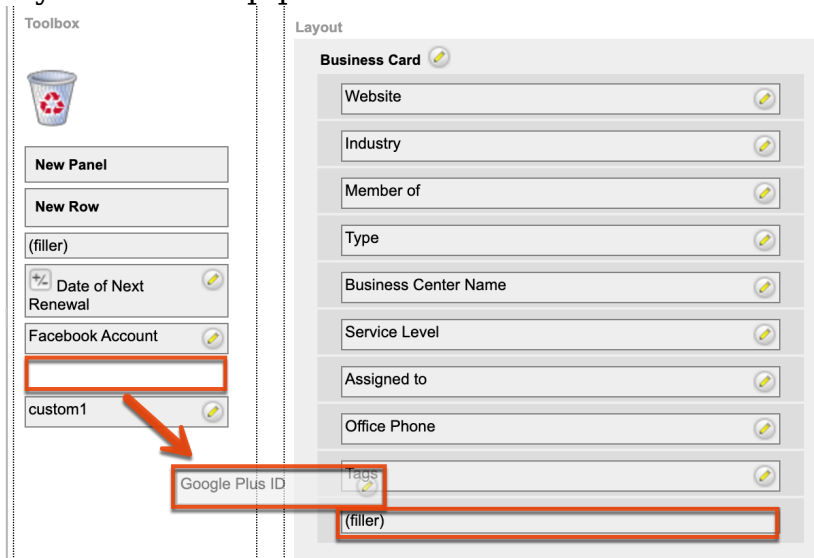 Toolbox
New Panel
New Row
(filler)
Date of Next
Renewal
Facebook Account
custom1
Google Plus ID
Layout
Business Card
Website
Industry
Member of
Type
Business Center Name
Service Level
Assigned to
Office Phone
Tags
(filler)